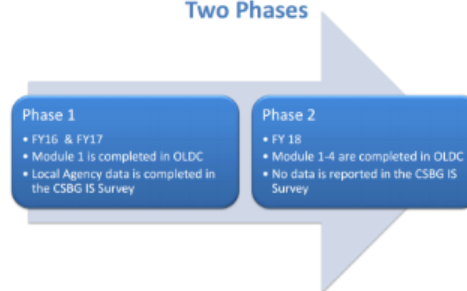 Two Phases
Phase 1
• FY16 & FY17
• Module 1 is completed in OLDC
• Local Agency data is completed in
the CSBG IS Survey
Phase 2
• FY 18
• Module 1-4 are completed in OLDC
• No data is reported in the CSBG IS
Survey